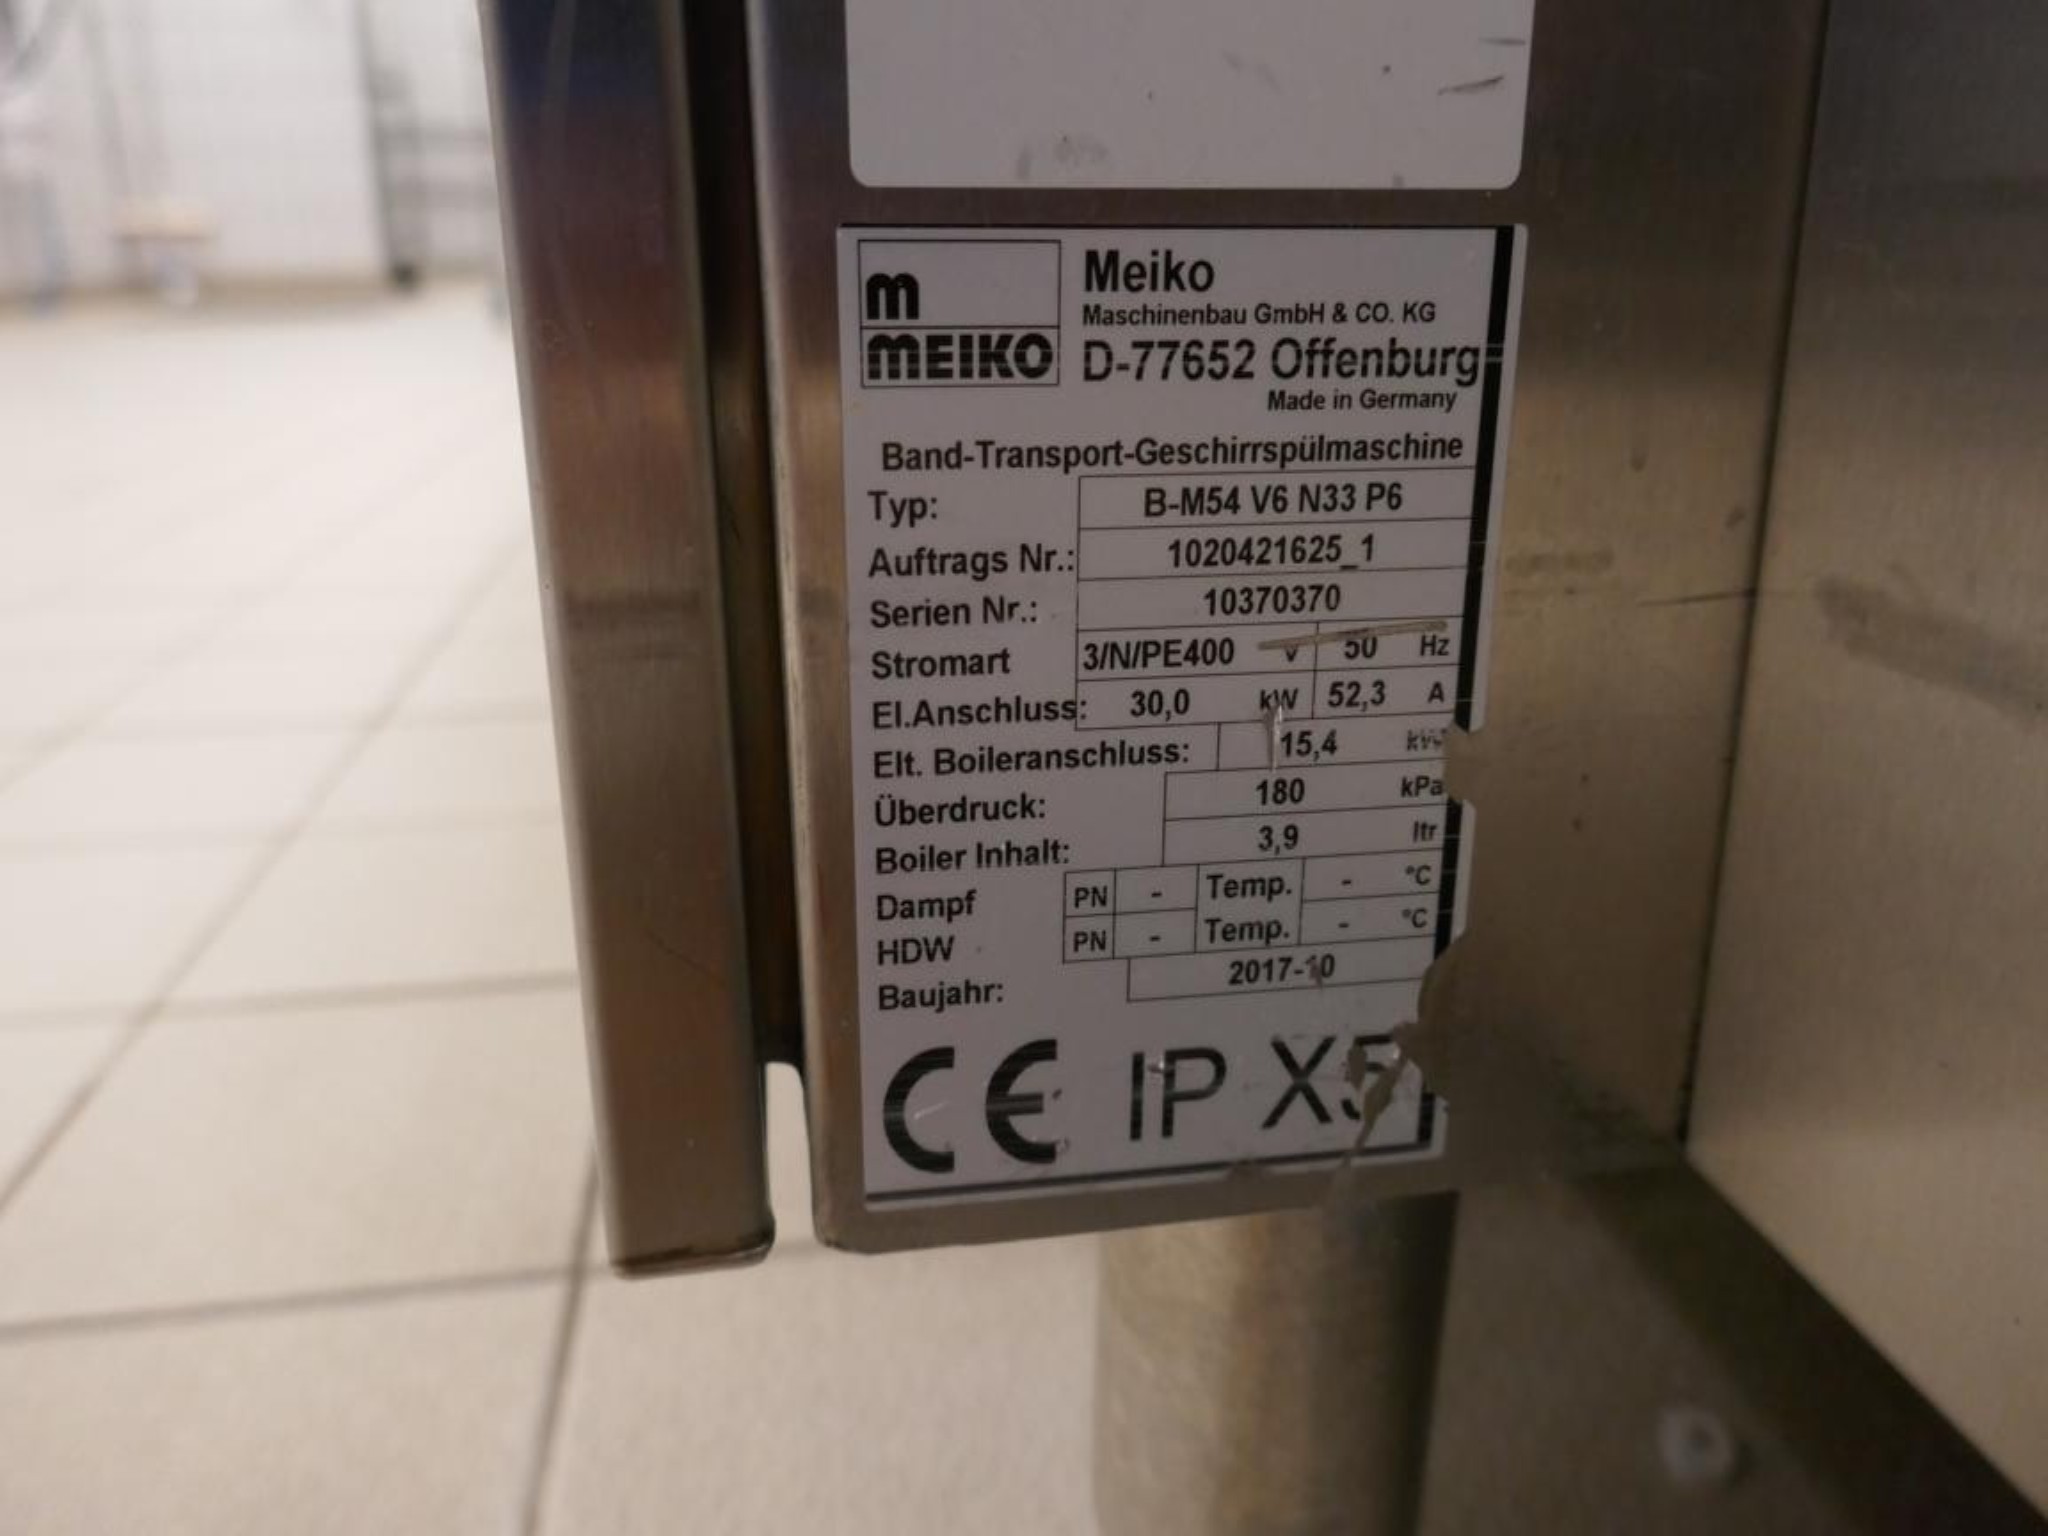 m
MEIKO
Meiko
Maschinenbau GmbH & CO. KG
D-77652 Offenburg
Made in Germany
Band-Transport-Geschirrspülmaschine
Typ: B-M54 V6 N33 P6
Auftrags Nr.: 1020421625_1
Serien Nr.: 10370370
Stromart 3/N/PE400 V 50 Hz
El.Anschluss: 30,0 kW 52,3 A
Elt. Boileranschluss: 15,4 kW
Überdruck: 180 kPa
Boiler Inhalt: 3,9 ltr
Dampf PN - Temp. - °C
HDW PN - Temp. - °C
Baujahr: 2017-10
CE IP X5